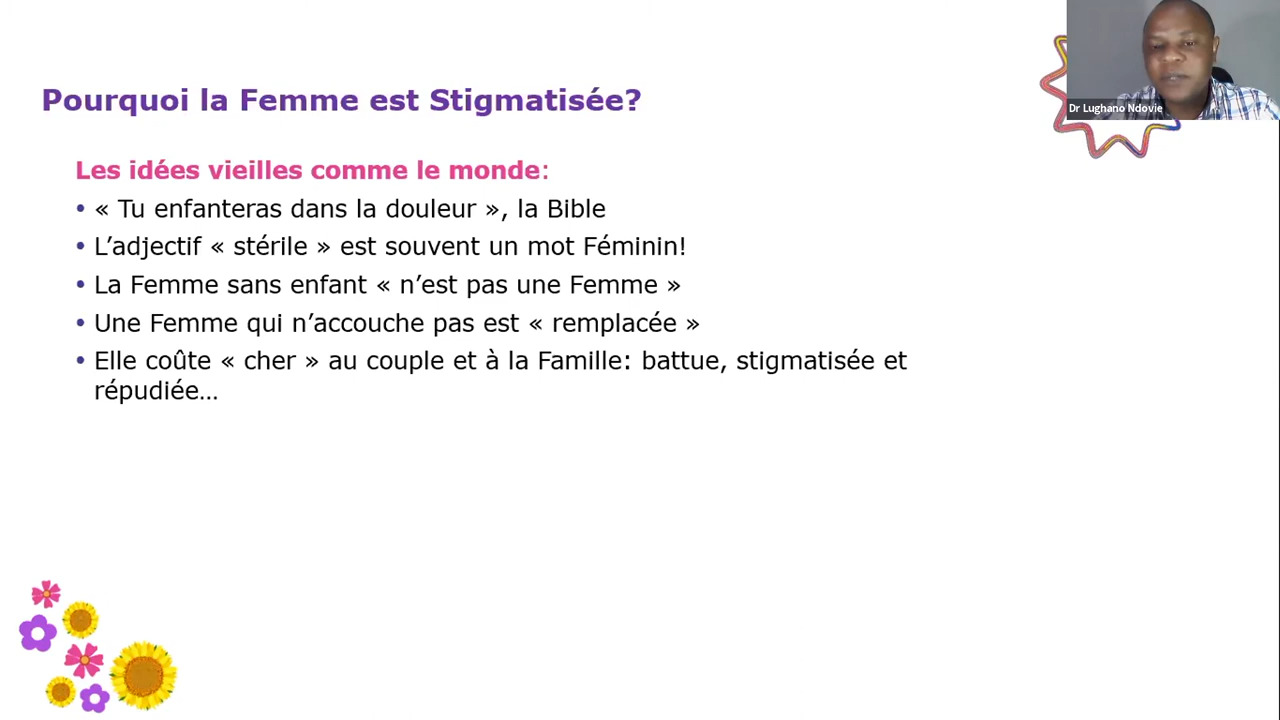 Dr Lughano Ndovie
Pourquoi la Femme est Stigmatisée?
Les idées vieilles comme le monde:
• « Tu enfanteras dans la douleur », la Bible
• L’adjectif « stérile » est souvent un mot Féminin!
• La Femme sans enfant « n’est pas une Femme »
• Une Femme qui n’accouche pas est « remplacée »
• Elle coûte « cher » au couple et à la Famille: battue, stigmatisée et
répudiée…